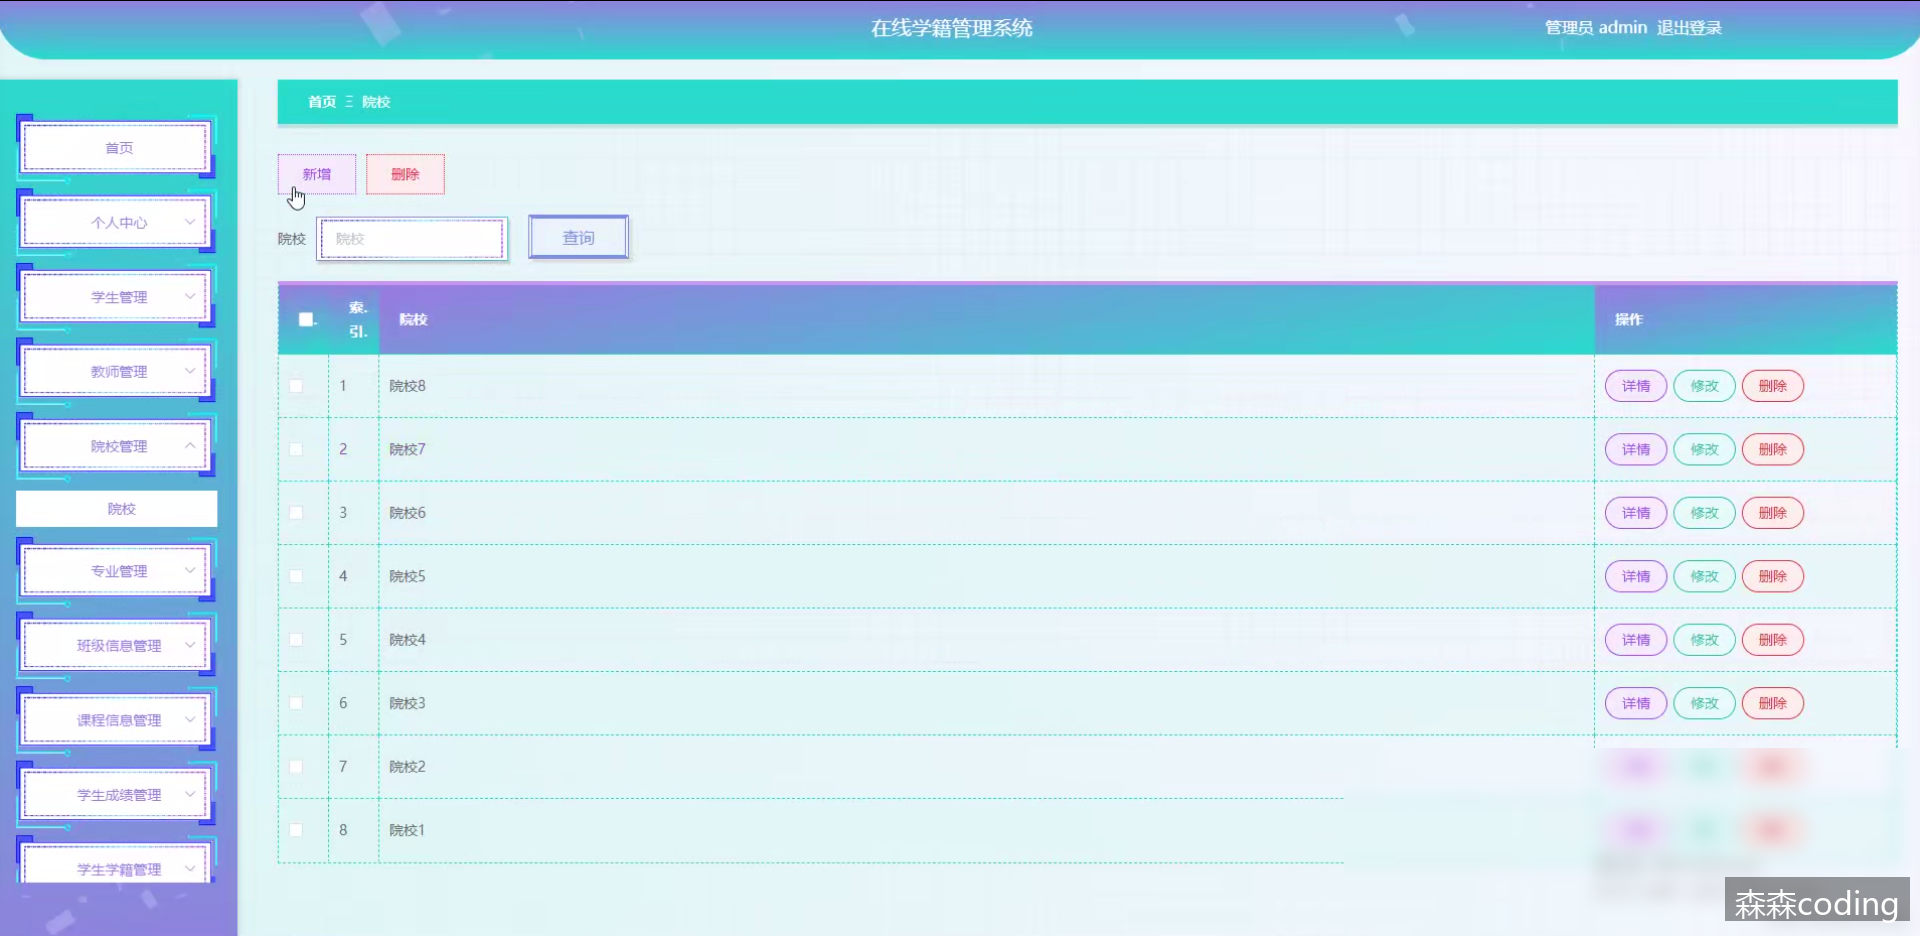 在线学籍管理系统
管理员 admin 退出登录
首页
个人中心
学生管理
教师管理
院校管理
院校
专业管理
班级信息管理
课程信息管理
学生成绩管理
学生学籍管理
首页 Ξ 院校
新增 删除
院校 院校 查询
索. 院校 操作
引.
1 院校8 详情 修改 删除
2 院校7 详情 修改 删除
3 院校6 详情 修改 删除
4 院校5 详情 修改 删除
5 院校4 详情 修改 删除
6 院校3 详情 修改 删除
7 院校2
8 院校1
森森coding